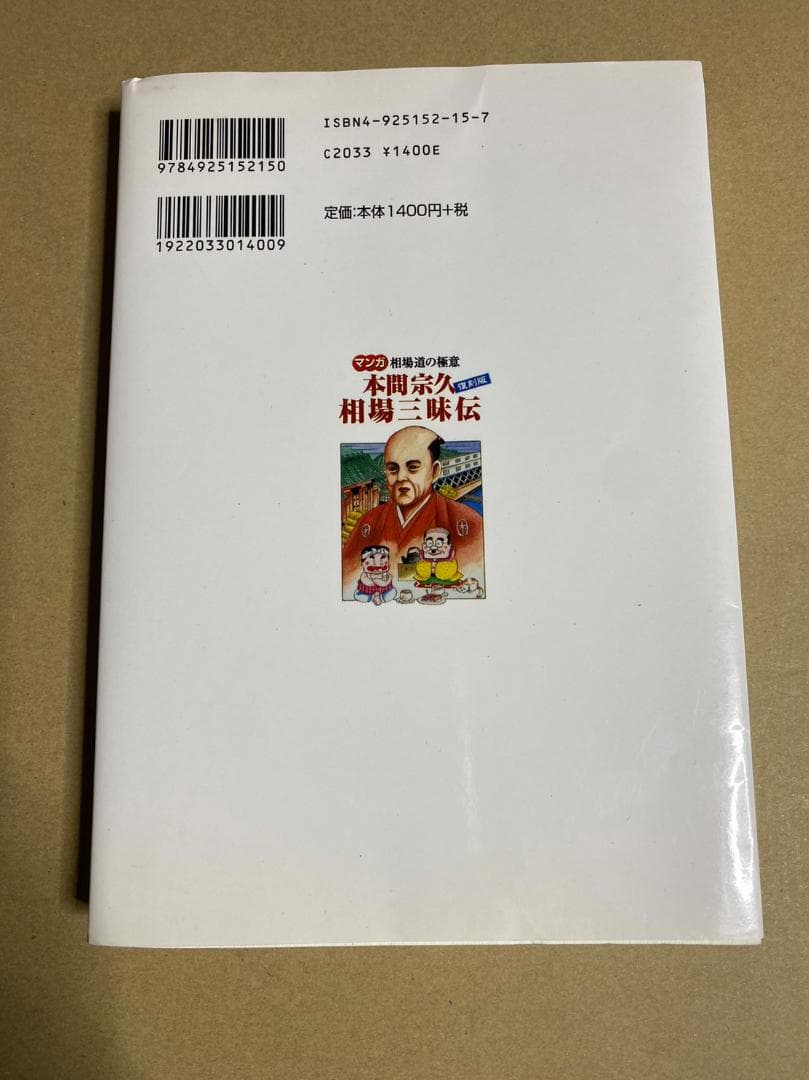 ISBN4-925152-15-7
C2033 ¥1400E
9784925152150
定価:本体1400円+税
1922033014009
マンガ 相場道の極意
本間宗久 復刻版
相場三昧伝